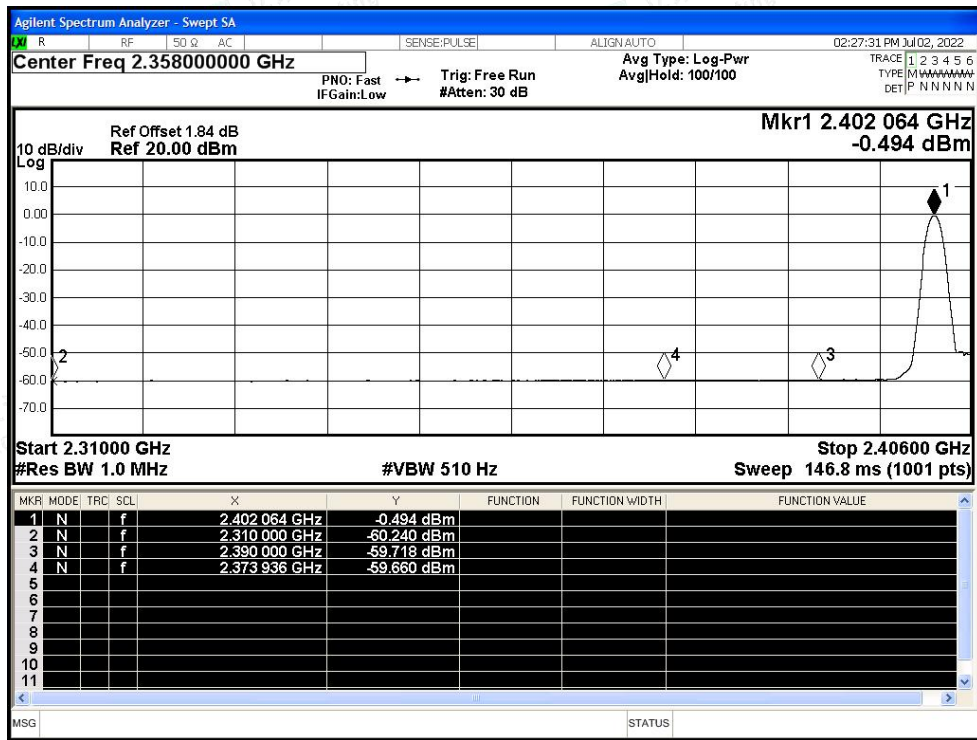 Agilent Spectrum Analyzer - Swept SA
LXI R RF 50 Ω AC SENSE:PULSE ALIGN AUTO 02:27:31 PM Jul 02, 2022
Center Freq 2.358000000 GHz
PNO: Fast
IFGain:Low
Trig: Free Run
#Atten: 30 dB
Avg Type: Log-Pwr
Avg|Hold: 100/100
TRACE 1 2 3 4 5 6
TYPE M WWWWW
DET P N N N N N
Mkr1 2.402 064 GHz
-0.494 dBm
Ref Offset 1.84 dB
10 dB/div Ref 20.00 dBm
Log
10.0
0.00
-10.0
-20.0
-30.0
-40.0
-50.0
-60.0
-70.0
1
2
4
3
Start 2.31000 GHz Stop 2.40600 GHz
#Res BW 1.0 MHz #VBW 510 Hz Sweep 146.8 ms (1001 pts)
MKR MODE TRC SCL X Y FUNCTION FUNCTION WIDTH FUNCTION VALUE
1 N f 2.402 064 GHz -0.494 dBm
2 N f 2.310 000 GHz -60.240 dBm
3 N f 2.390 000 GHz -59.718 dBm
4 N f 2.373 936 GHz -59.660 dBm
5
6
7
8
9
10
11
MSG STATUS